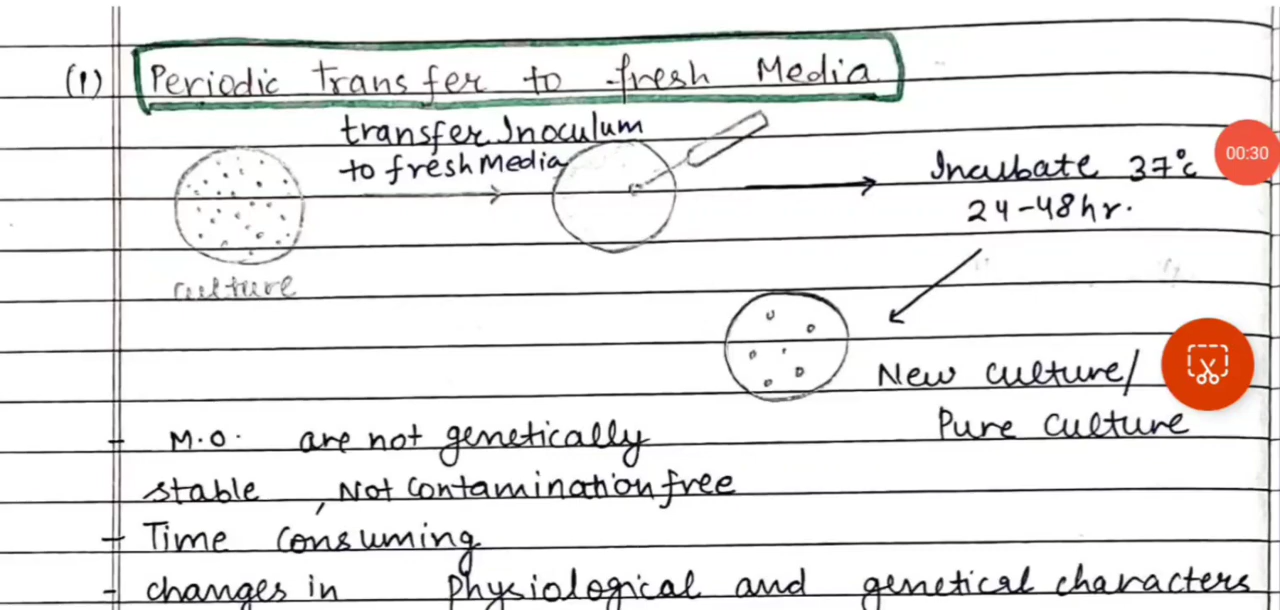 (1) Periodic transfer to fresh Media
transfer Inoculum
to fresh Media
Incubate 37°c
24-48hr.
00:30
culture
New culture/
Pure culture
- M.O. are not genetically
stable, Not Contamination free
- Time Consuming
- changes in Physiological and genetical characters